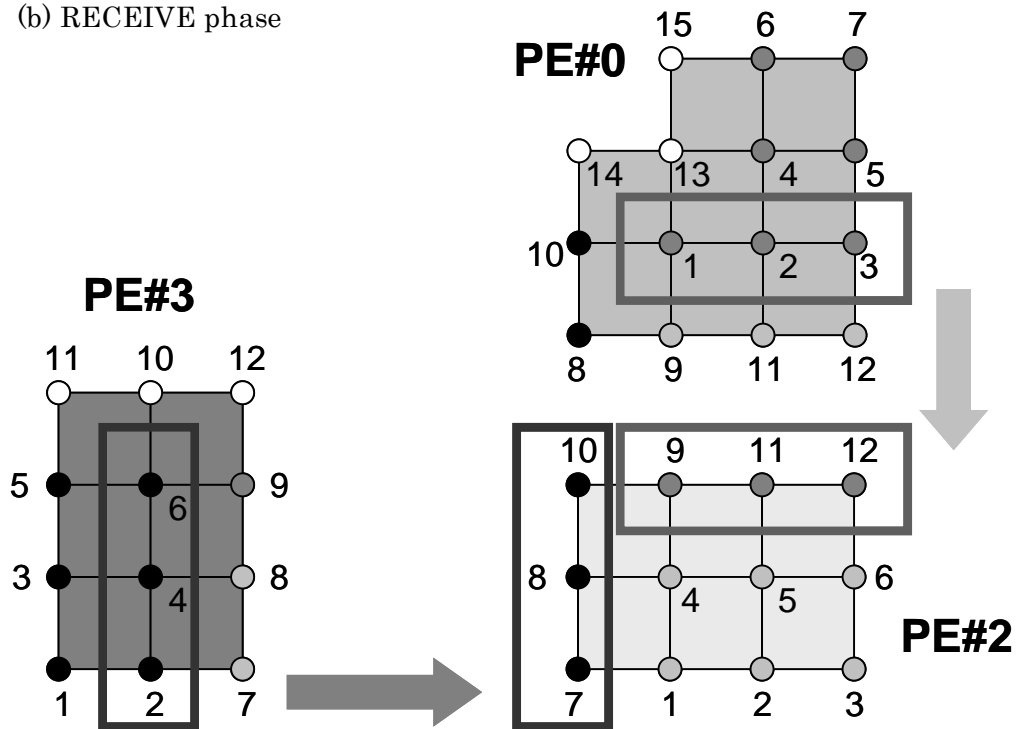 (b) RECEIVE phase
15 6 7
PE#0
14 13 4 5
10 1 2 3
8 9 11 12
PE#3
11 10 12
5 6 9
3 4 8
1 2 7
10 9 11 12
8 4 5 6
PE#2
7 1 2 3